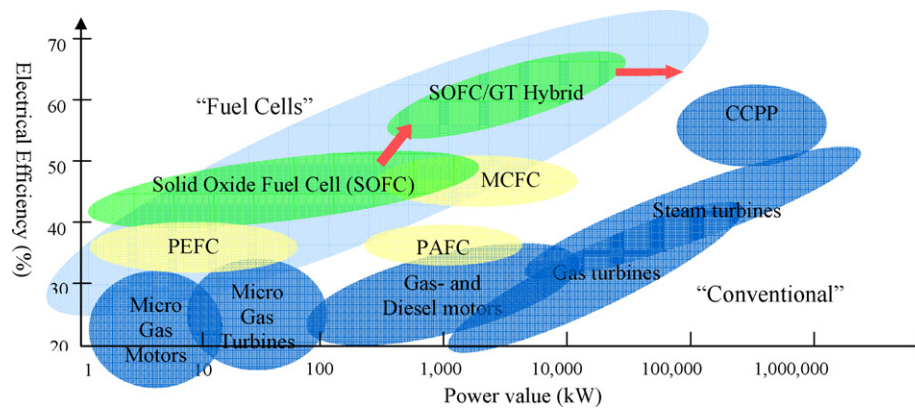 70
60
50
40
30
20
Electrical Efficiency (%)
"Fuel Cells"
SOFC/GT Hybrid
CCPP
Solid Oxide Fuel Cell (SOFC)
MCFC
Steam turbines
PEFC
PAFC
Gas turbines
Gas- and
Diesel motors
"Conventional"
Micro
Gas
Motors
Micro
Gas
Turbines
1
10
100
1,000
10,000
100,000
1,000,000
Power value (kW)